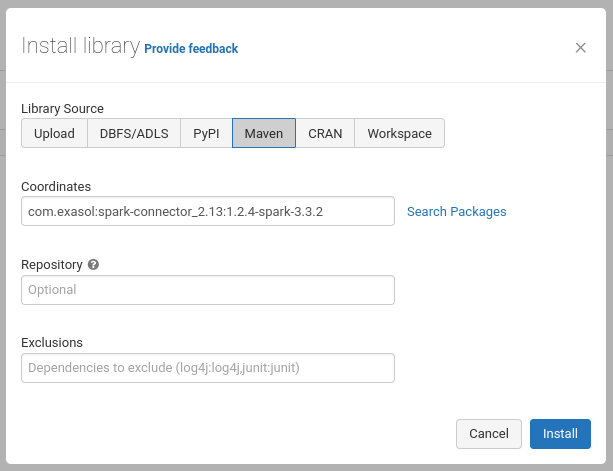 Install library Provide feedback
Library Source
Upload DBFS/ADLS PyPI Maven CRAN Workspace
Coordinates
com.exasol:spark-connector_2.13:1.2.4-spark-3.3.2 Search Packages
Repository ?
Optional
Exclusions
Dependencies to exclude (log4j:log4j,junit:junit)
Cancel Install